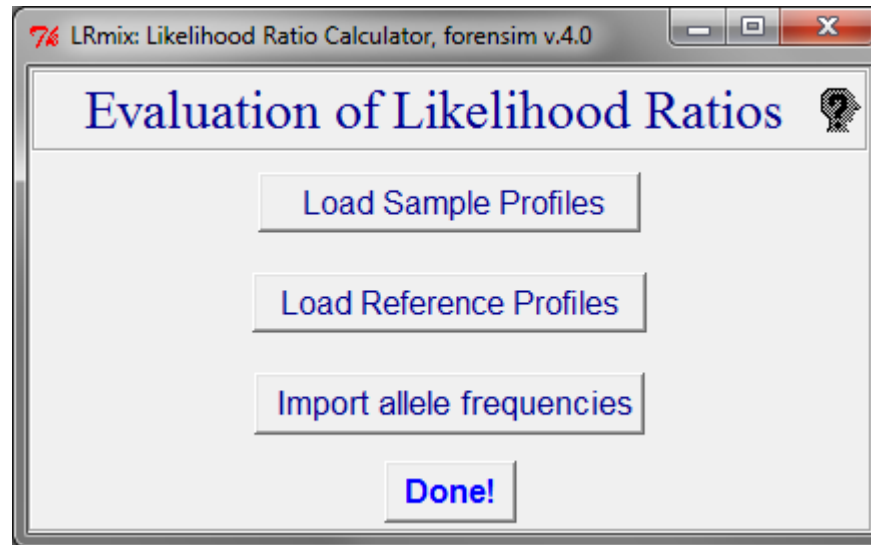 LRmix: Likelihood Ratio Calculator, forensim v.4.0
Evaluation of Likelihood Ratios
Load Sample Profiles
Load Reference Profiles
Import allele frequencies
Done!